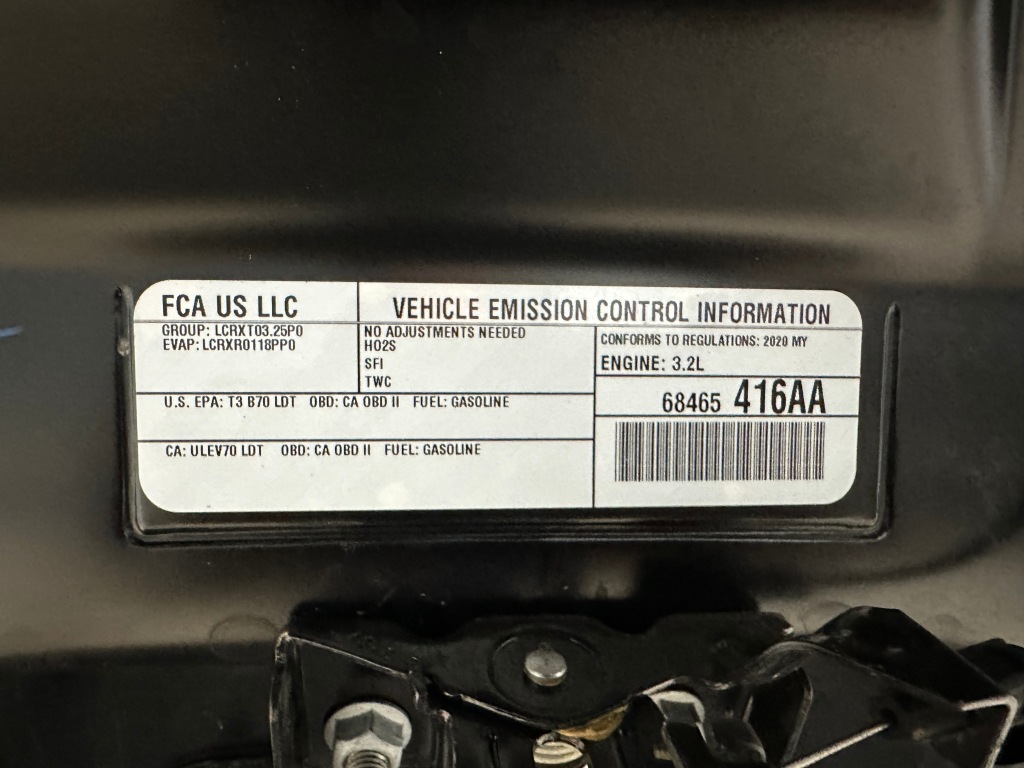 FCA US LLC
VEHICLE EMISSION CONTROL INFORMATION
GROUP: LCRXT03.25P0
EVAP: LCRXR0118PP0
NO ADJUSTMENTS NEEDED
HO2S
SFI
TWC
CONFORMS TO REGULATIONS: 2020 MY
ENGINE: 3.2L
U.S. EPA: T3 B70 LDT OBD: CA OBD II FUEL: GASOLINE
68465 416AA
CA: ULEV70 LDT OBD: CA OBD II FUEL: GASOLINE